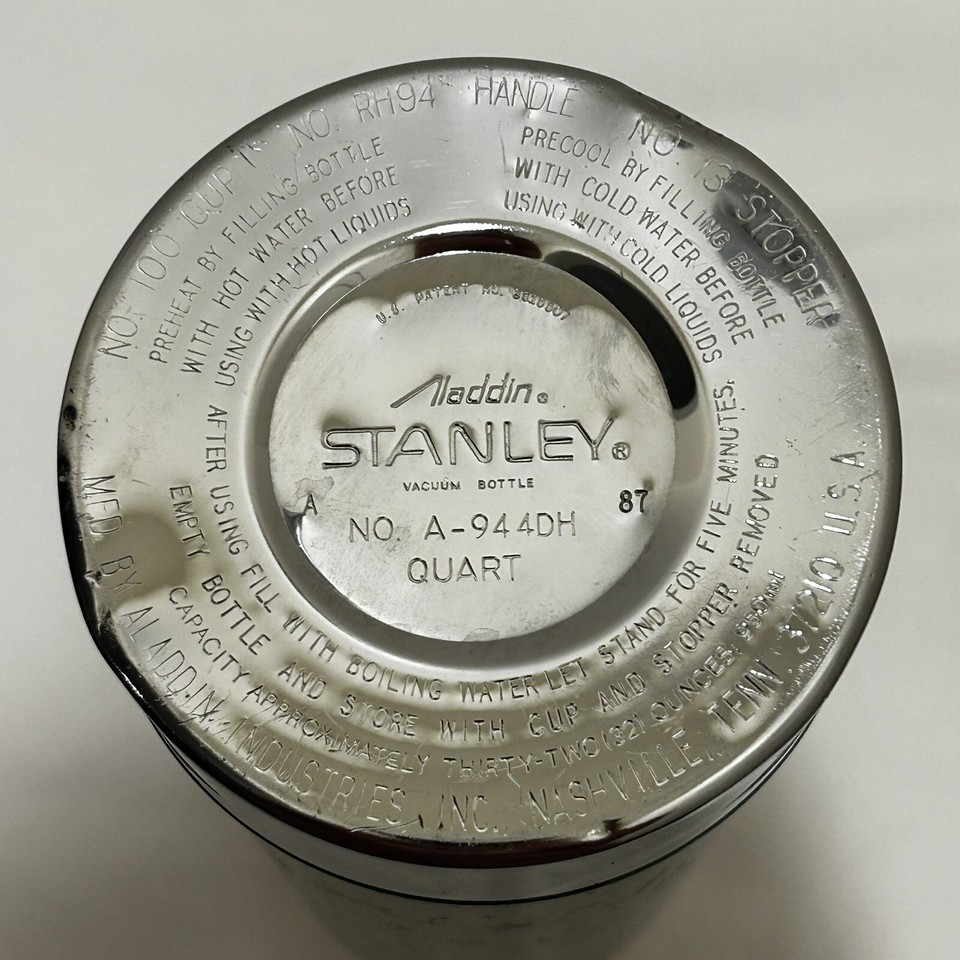 NO. 100 CUP NO. RH94 HANDLE NO. 13 STOPPER
PREHEAT BY FILLING BOTTLE
WITH HOT WATER BEFORE
USING WITH HOT LIQUIDS
PRECOOL BY FILLING BOTTLE
WITH COLD WATER BEFORE
USING WITH COLD LIQUIDS
U.S. PATENT NO.
Aladdin®
STANLEY®
VACUUM BOTTLE
A 87
NO. A-944DH
QUART
AFTER USING FILL WITH BOILING WATER LET STAND FOR FIVE MINUTES.
EMPTY BOTTLE AND STORE WITH CUP AND STOPPER REMOVED
CAPACITY APPROXIMATELY THIRTY-TWO (32) OUNCES:
MFD. BY ALADDIN INDUSTRIES, INC., NASHVILLE, TENN 37210 U.S.A.